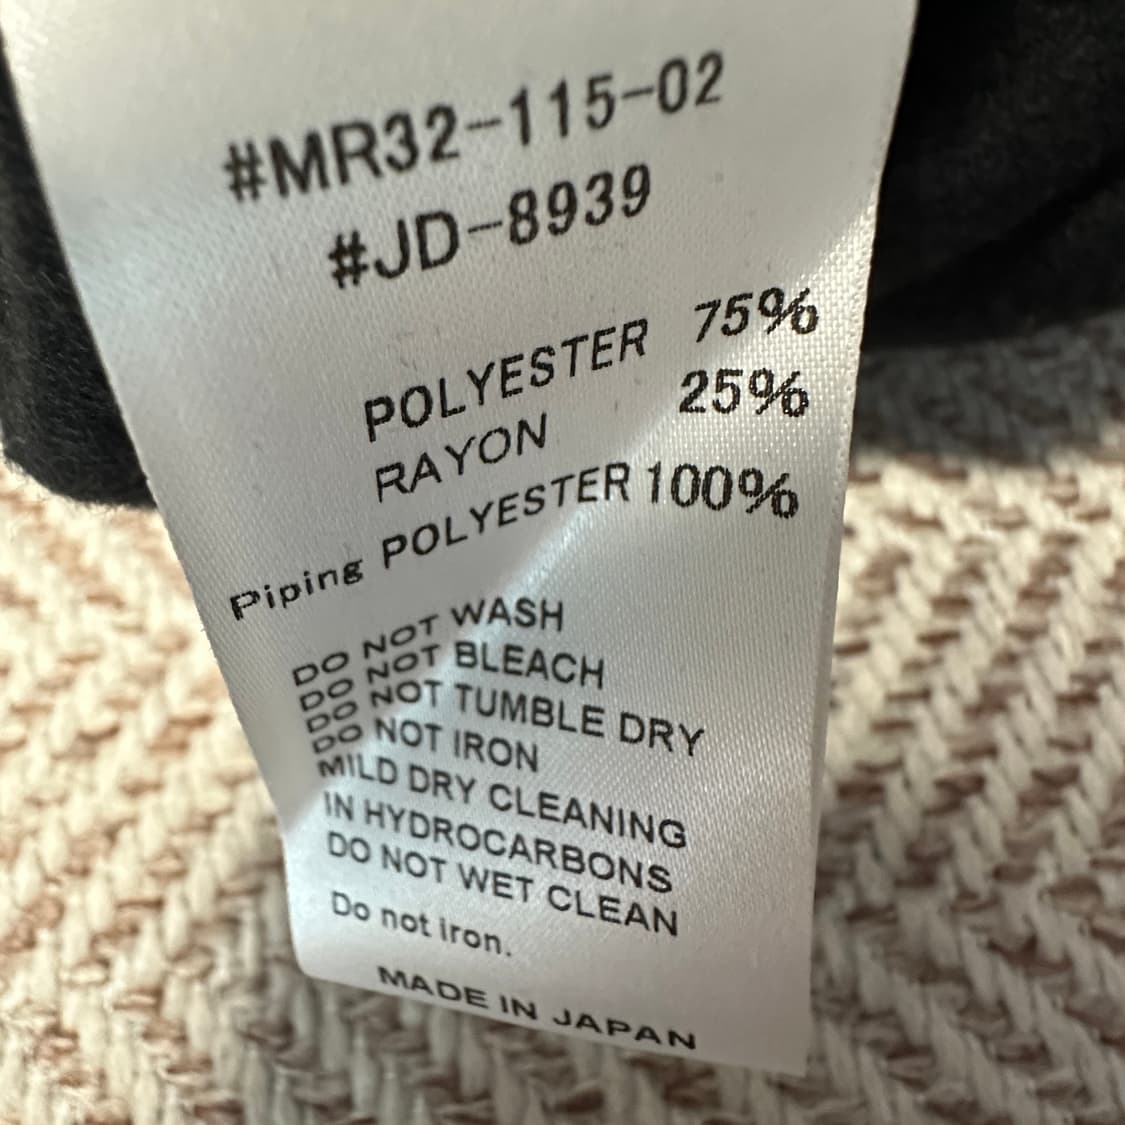 #MR32-115-02
#JD-8939
POLYESTER 75%
RAYON 25%
Piping POLYESTER 100%
DO NOT WASH
DO NOT BLEACH
DO NOT TUMBLE DRY
DO NOT IRON
MILD DRY CLEANING
IN HYDROCARBONS
DO NOT WET CLEAN
Do not iron.
MADE IN JAPAN